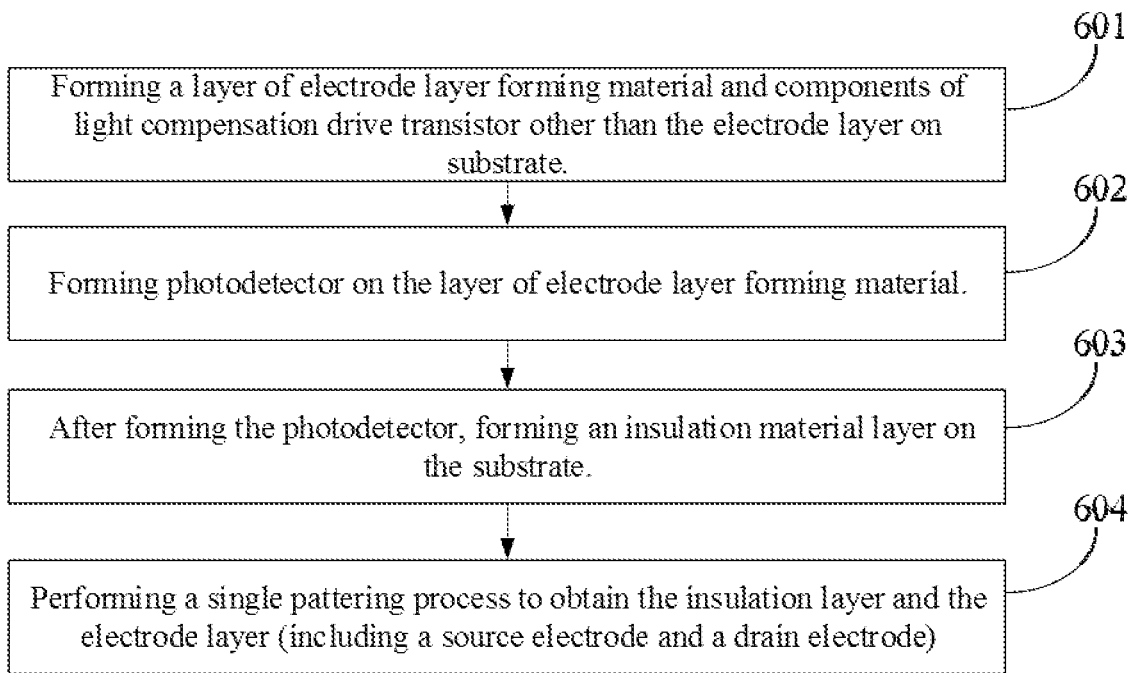 601
Forming a layer of electrode layer forming material and components of
light compensation drive transistor other than the electrode layer on
substrate.
602
Forming photodetector on the layer of electrode layer forming material.
603
After forming the photodetector, forming an insulation material layer on
the substrate.
604
Performing a single pattering process to obtain the insulation layer and the
electrode layer (including a source electrode and a drain electrode)